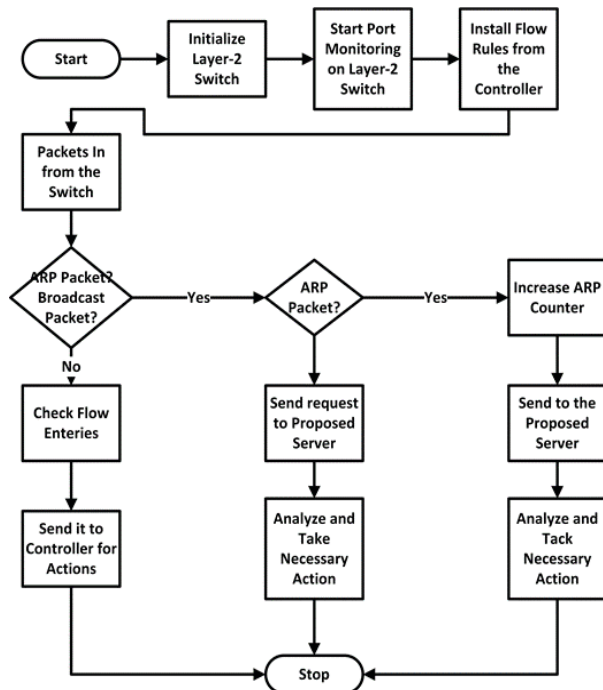 Start
Initialize
Layer-2
Switch
Start Port
Monitoring
on Layer-2
Switch
Install Flow
Rules from
the
Controller
Packets In
from the
Switch
ARP Packet?
Broadcast
Packet?
Yes
ARP
Packet?
Yes
Increase ARP
Counter
No
Check Flow
Enteries
Send request
to Proposed
Server
Send to the
Proposed
Server
Send it to
Controller for
Actions
Analyze and
Take
Necessary
Action
Analyze and
Tack
Necessary
Action
Stop